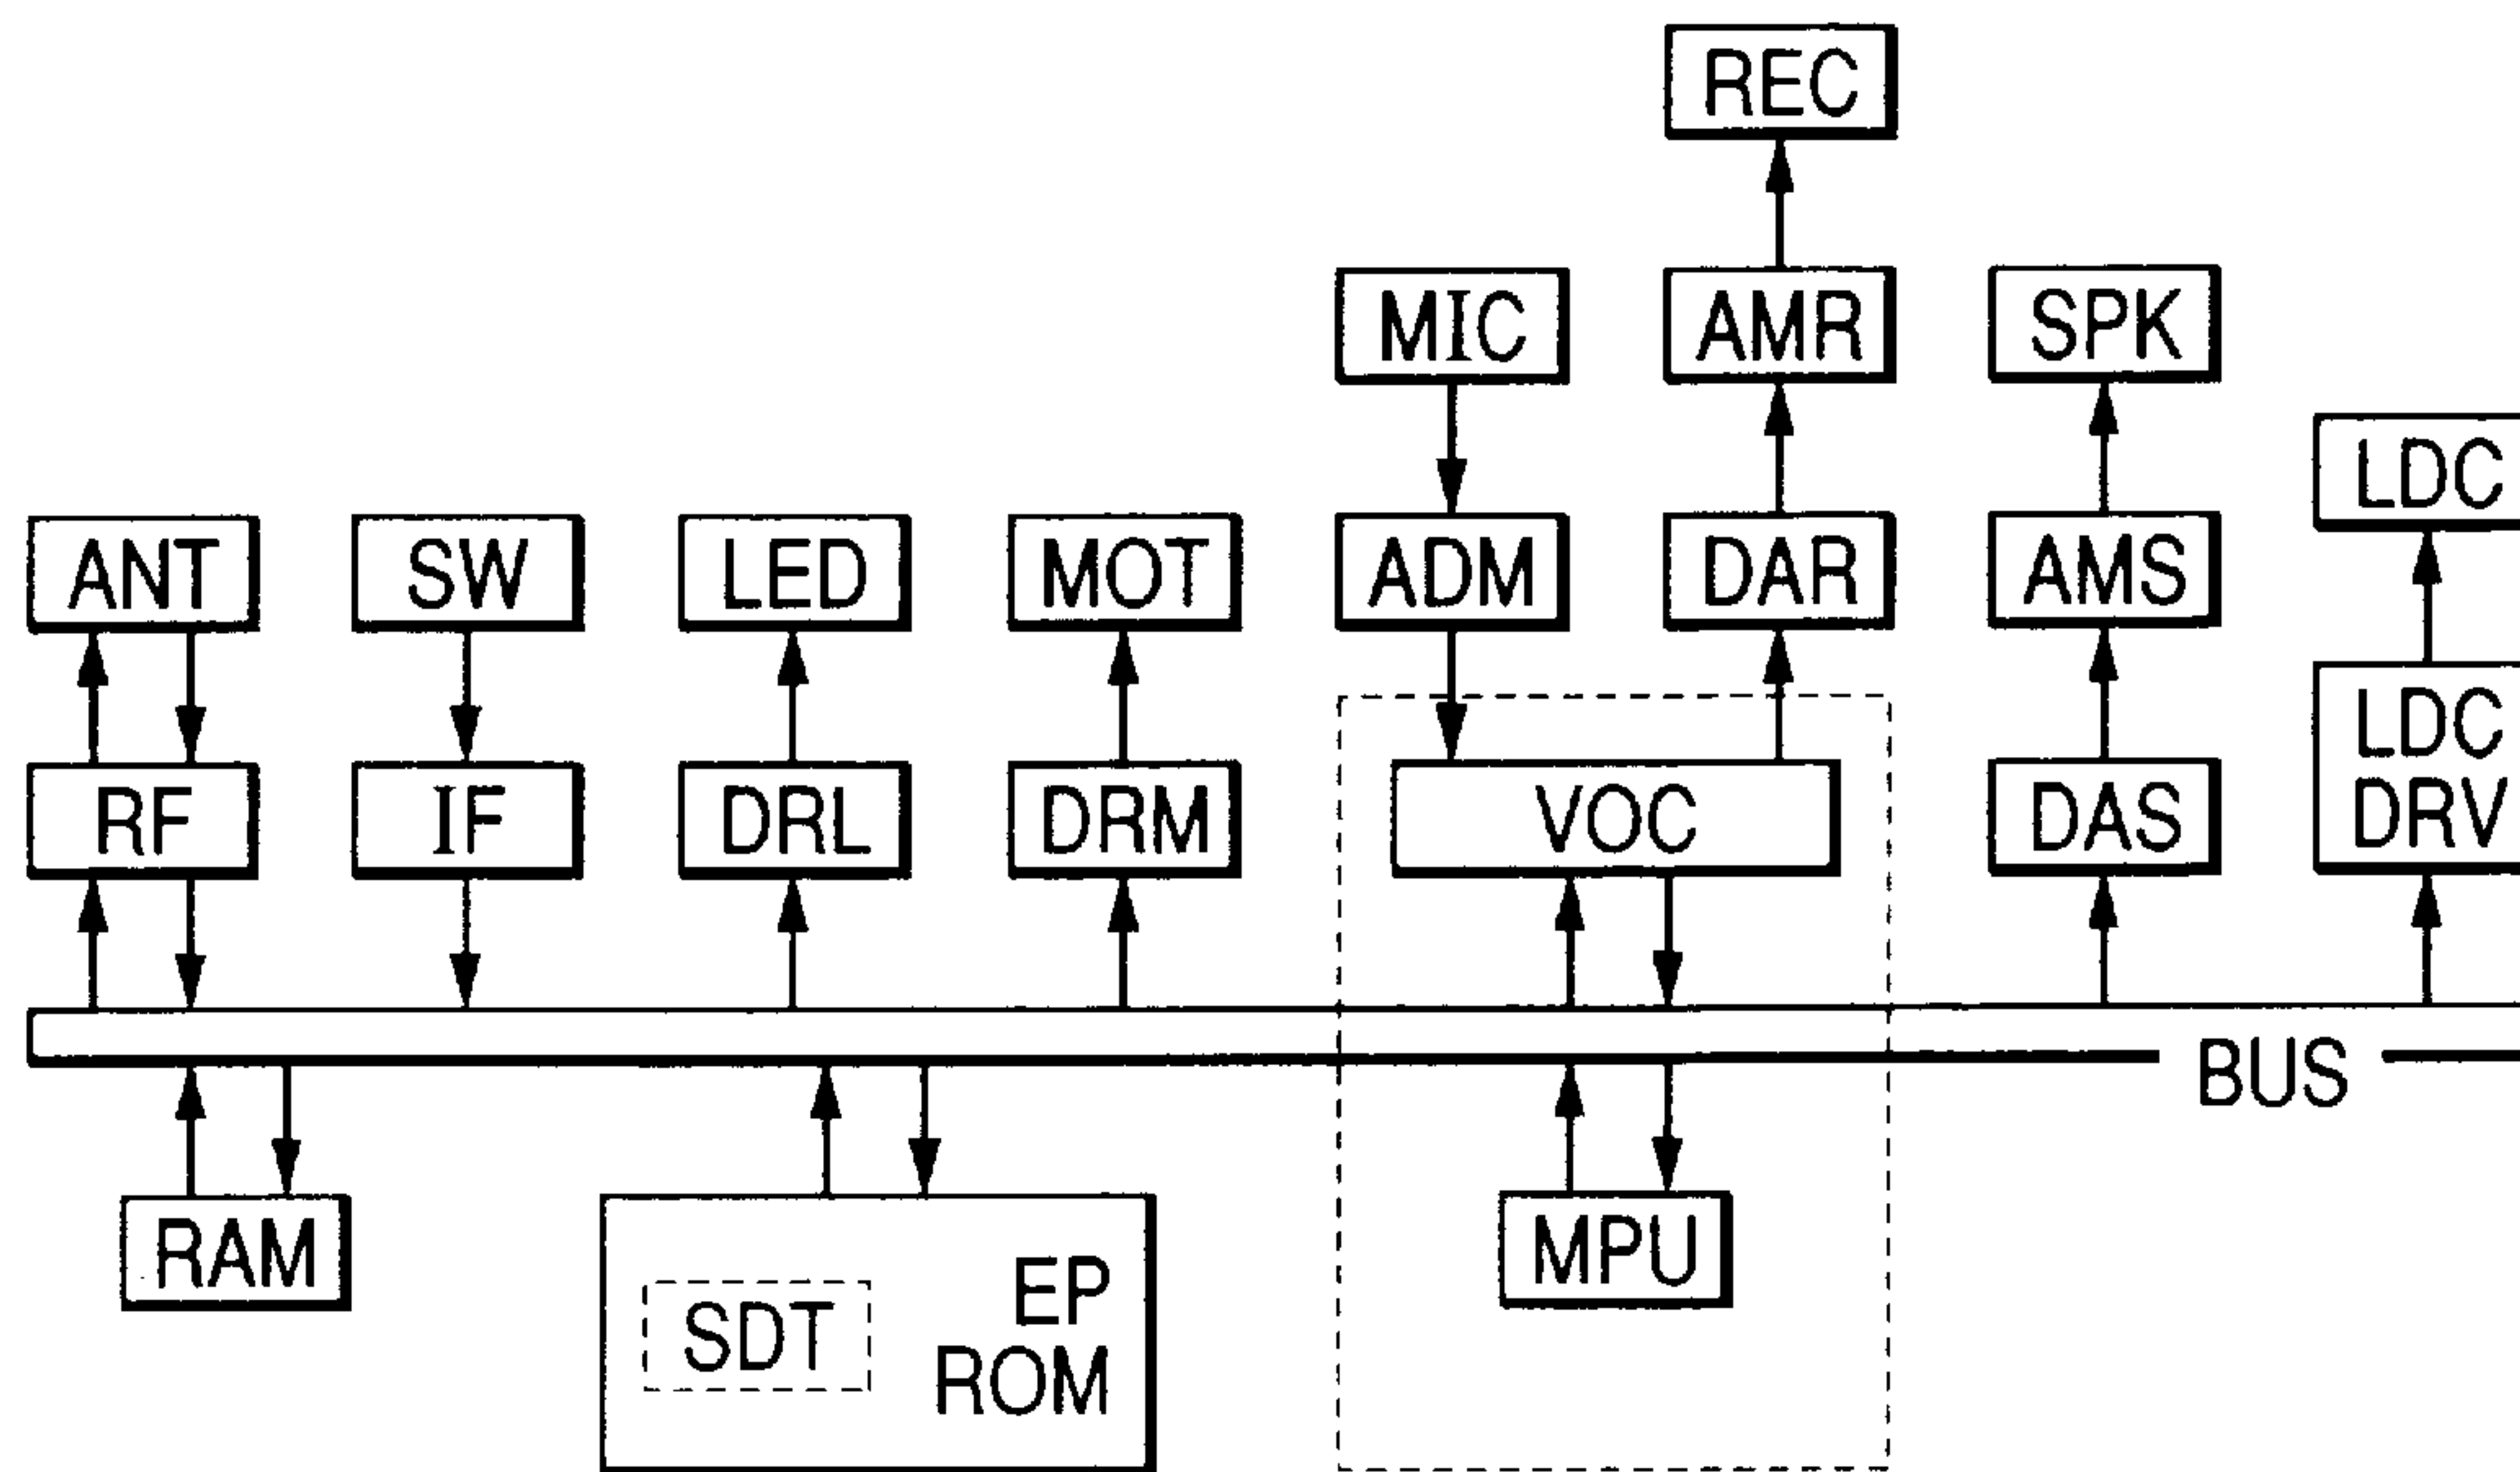 REC
MIC
AMR
SPK
LDC
ANT
SW
LED
MOT
ADM
DAR
AMS
LDC
DRV
RF
IF
DRL
DRM
VOC
DAS
BUS
RAM
SDT
EP
ROM
MPU